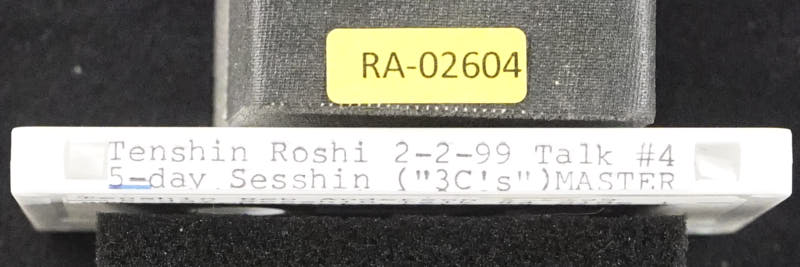 RA-02604
Tenshin Roshi 2-2-99 Talk #4
5-day Sesshin ("3C's")MASTER